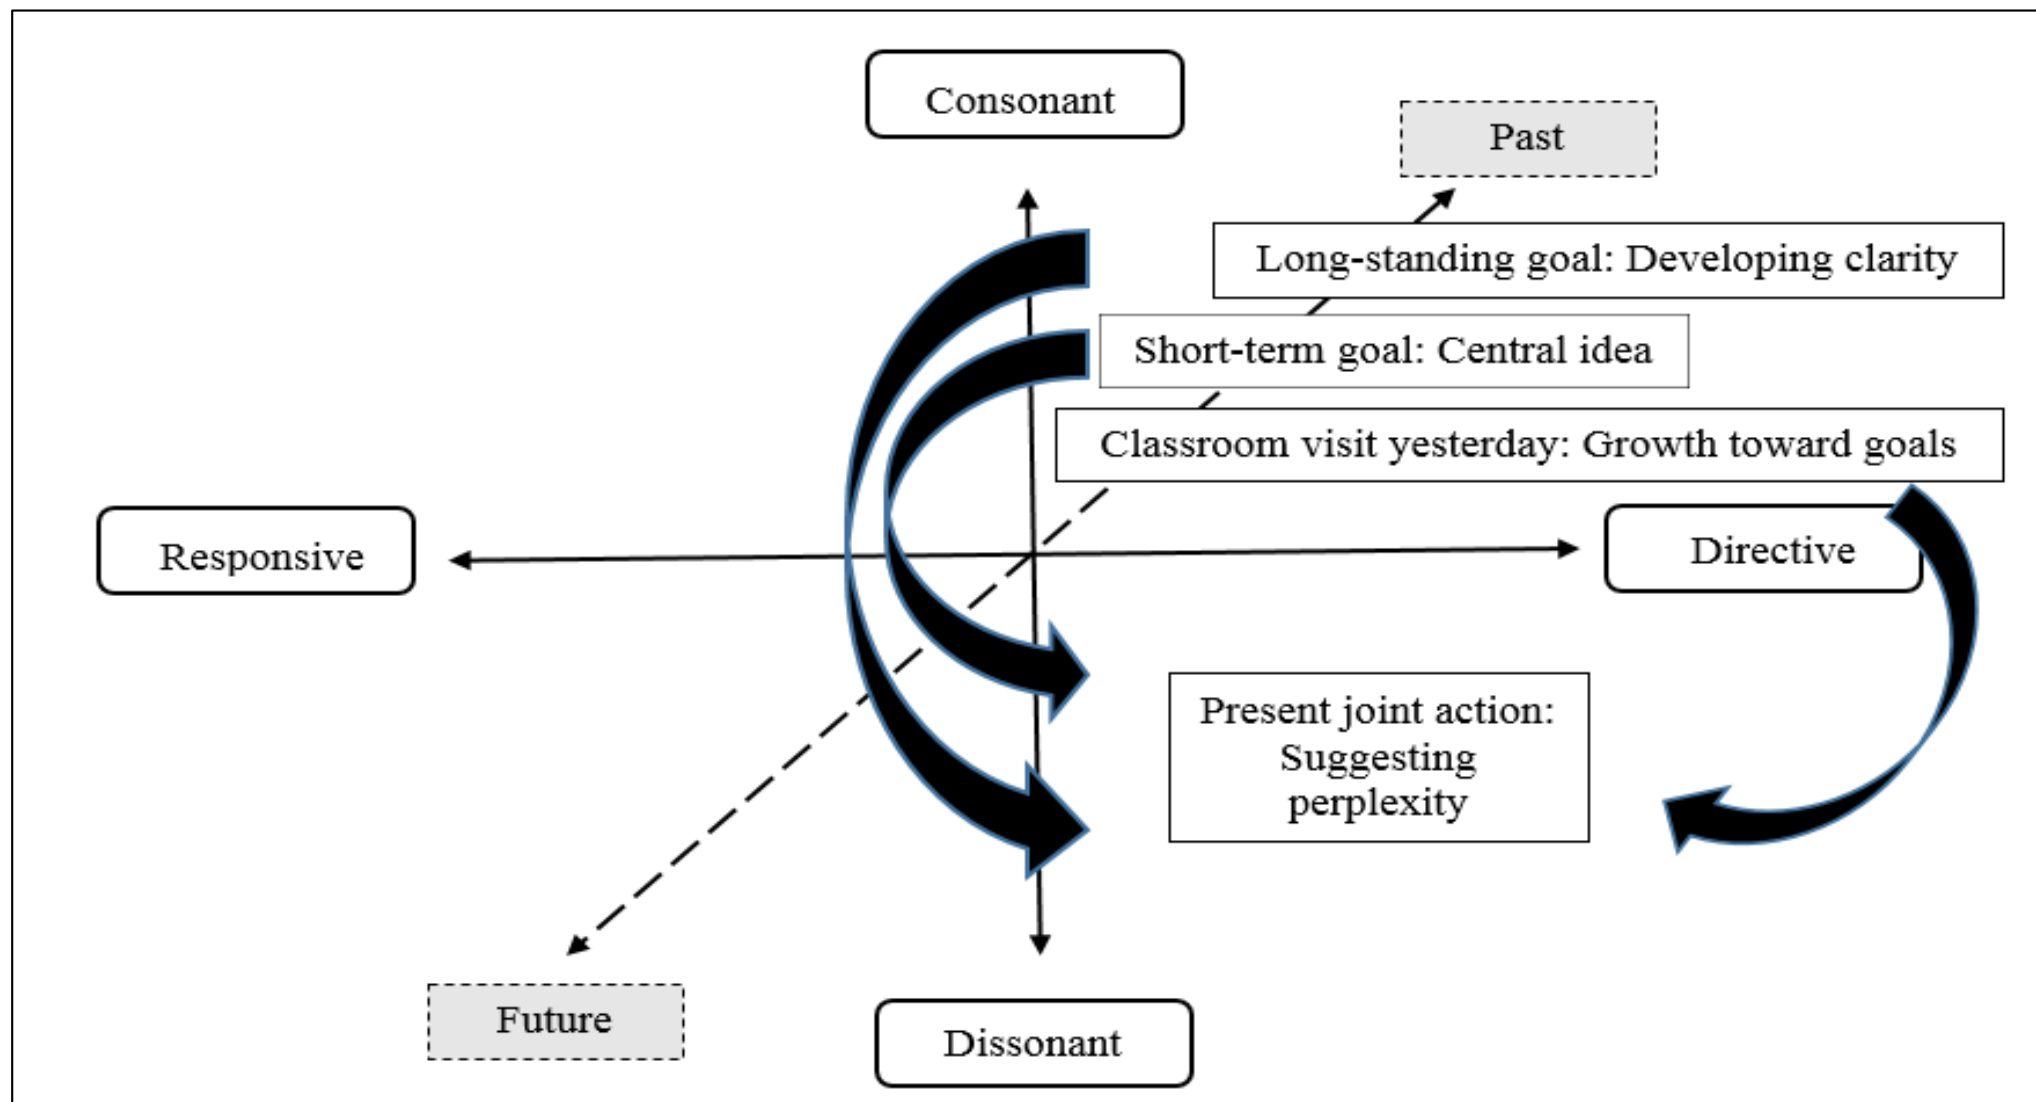 Consonant
Past
Long-standing goal: Developing clarity
Short-term goal: Central idea
Classroom visit yesterday: Growth toward goals
Responsive
Directive
Present joint action:
Suggesting
perplexity
Future
Dissonant